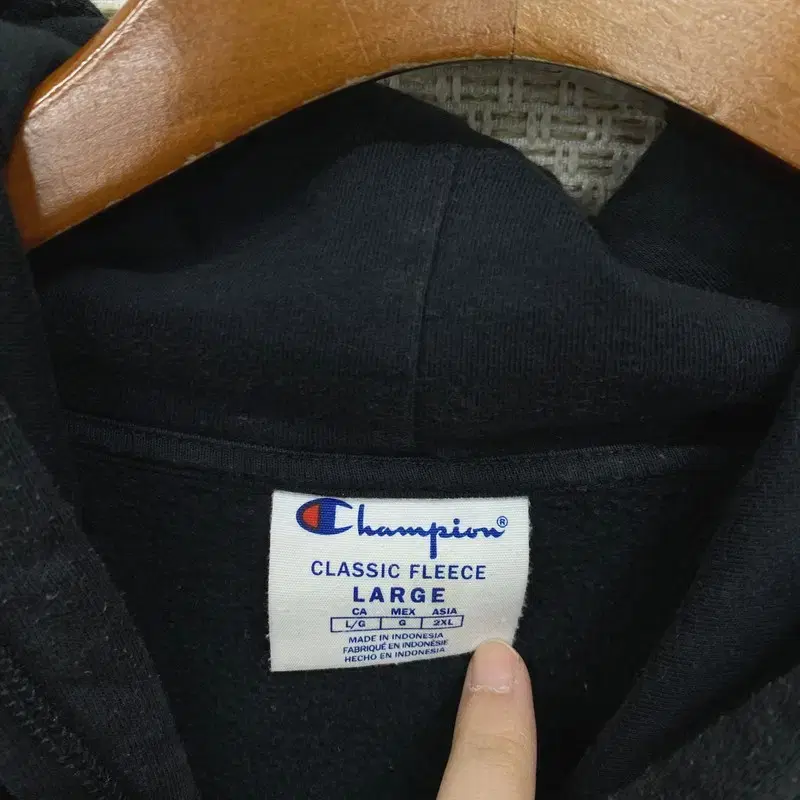 Champion®
CLASSIC FLEECE
LARGE
CA MEX ASIA
L/G G 2XL
MADE IN INDONESIA
FABRIQUÉ EN INDONÉSIE
HECHO EN INDONESIA